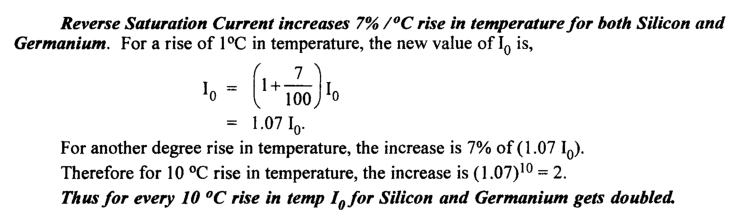 Reverse Saturation Current increases 7% /°C rise in temperature for both Silicon and
Germanium. For a rise of 1°C in temperature, the new value of I₀ is,
I₀ = (1 + 7/100) I₀
= 1.07 I₀.
For another degree rise in temperature, the increase is 7% of (1.07 I₀).
Therefore for 10 °C rise in temperature, the increase is (1.07)¹⁰ = 2.
Thus for every 10 °C rise in temp I₀ for Silicon and Germanium gets doubled.